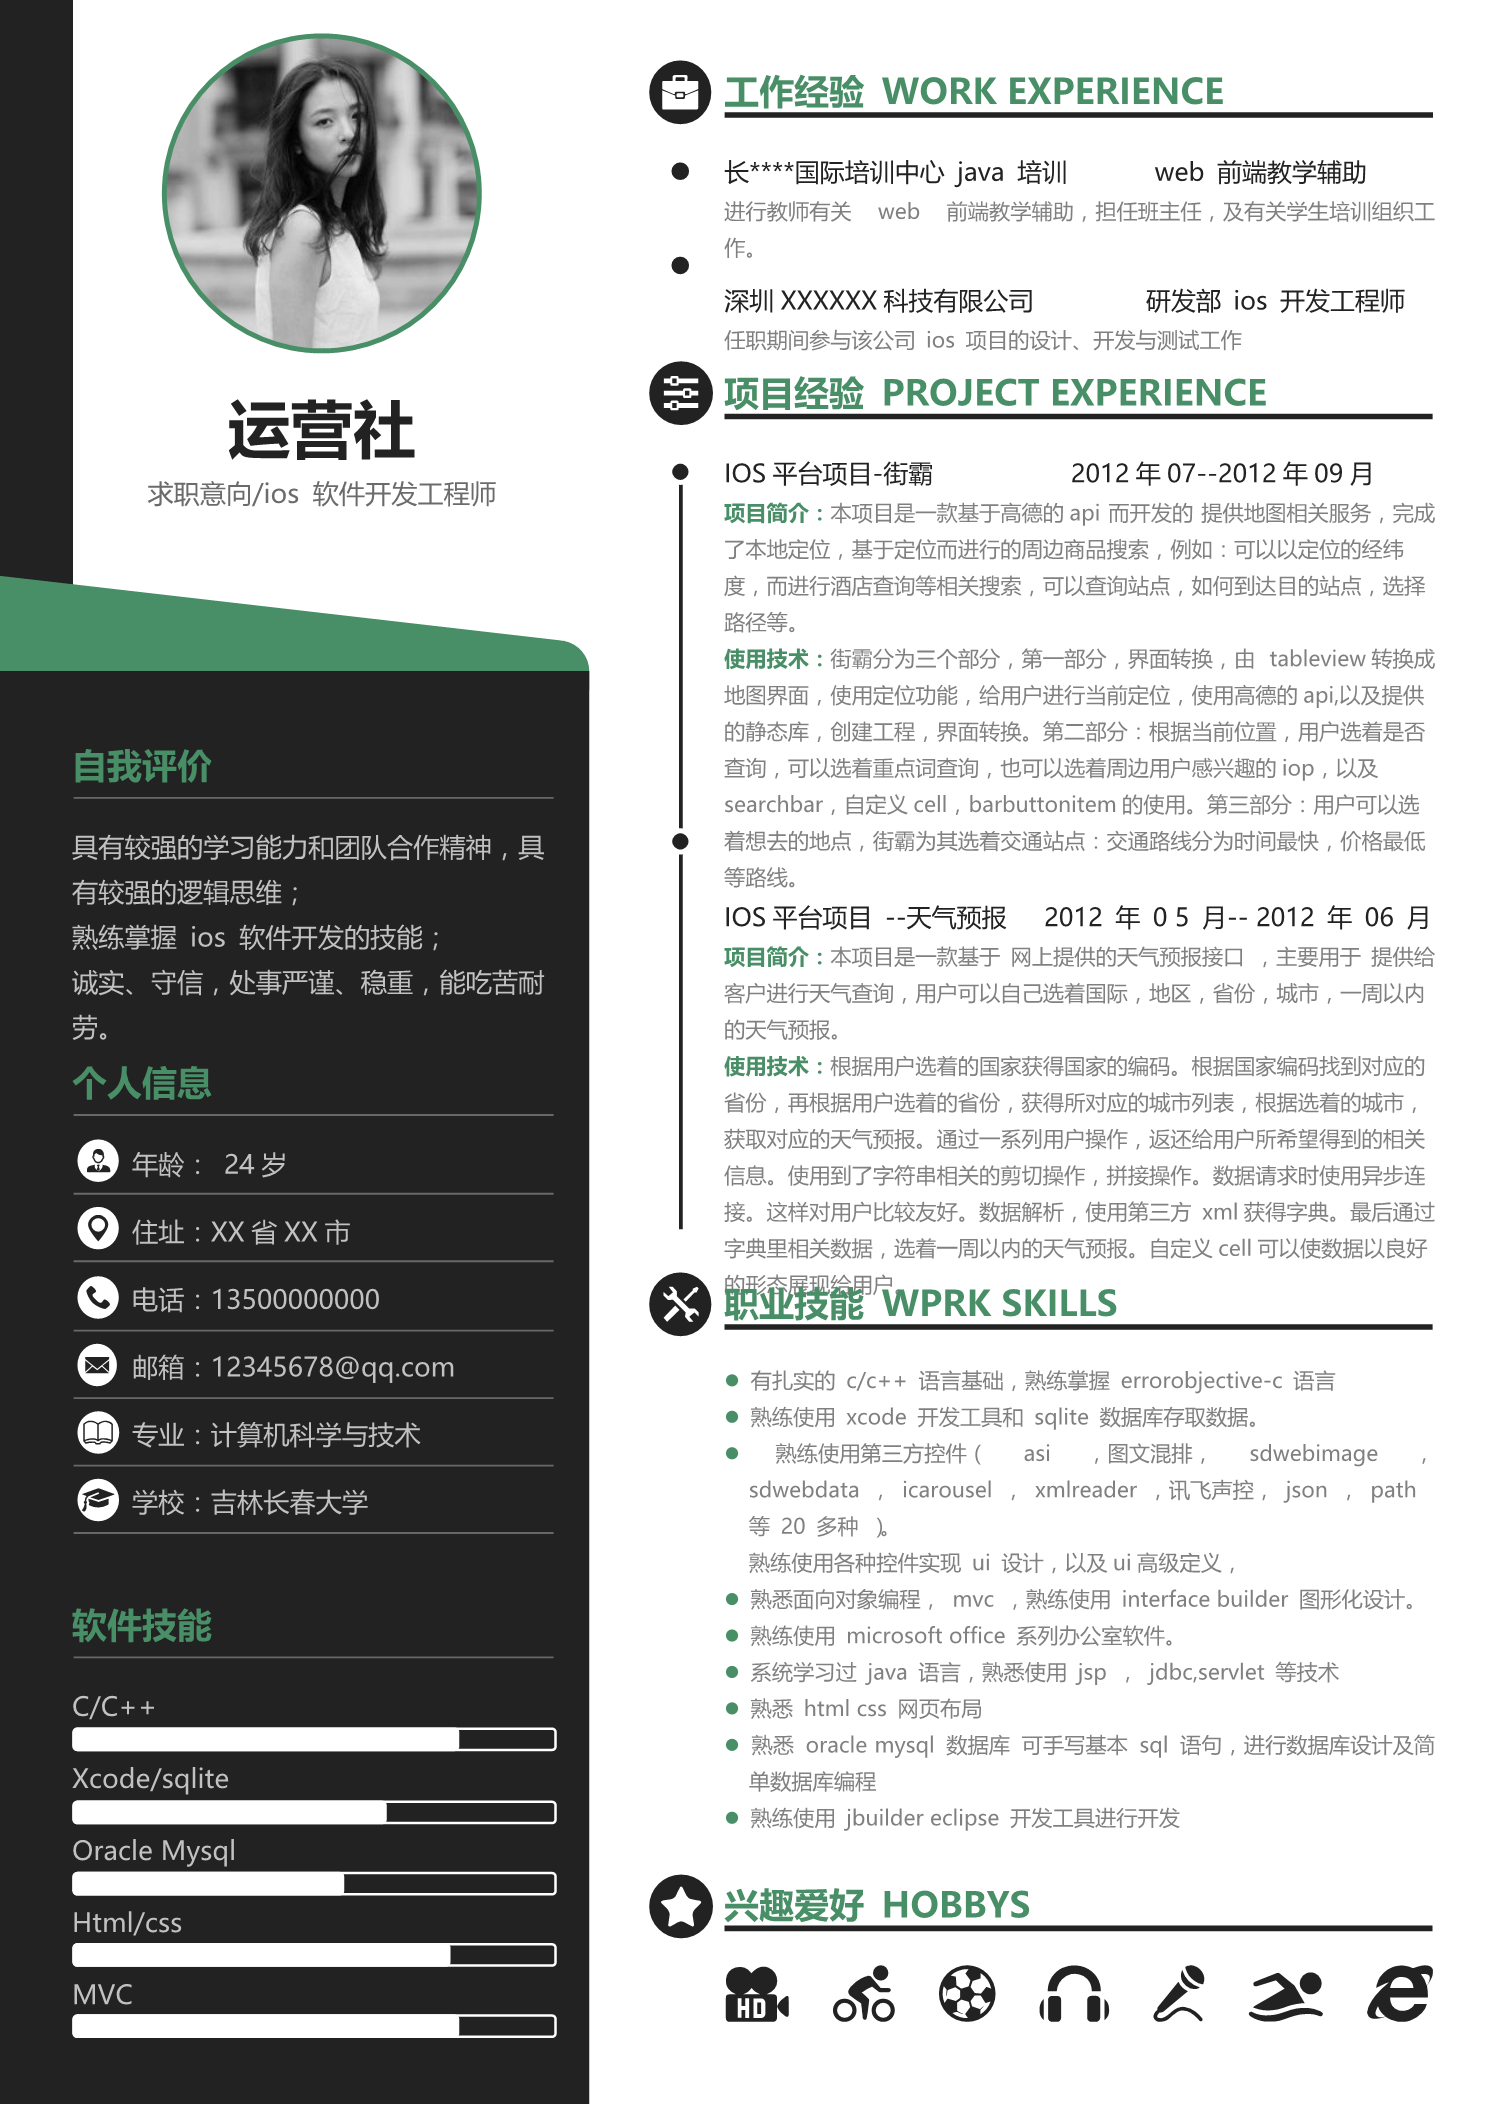 运营社
求职意向/ios 软件开发工程师
自我评价
具有较强的学习能力和团队合作精神，具
有较强的逻辑思维；
熟练掌握 ios 软件开发的技能；
诚实、守信，处事严谨、稳重，能吃苦耐
劳。
个人信息
年龄： 24 岁
住址：XX 省 XX 市
电话：13500000000
邮箱：12345678@qq.com
专业：计算机科学与技术
学校：吉林长春大学
软件技能
C/C++
Xcode/sqlite
Oracle Mysql
Html/css
MVC
工作经验 WORK EXPERIENCE
长****国际培训中心 java 培训 web 前端教学辅助
进行教师有关 web 前端教学辅助，担任班主任，及有关学生培训组织工
作。
深圳 XXXXXX 科技有限公司 研发部 ios 开发工程师
任职期间参与该公司 ios 项目的设计、开发与测试工作
项目经验 PROJECT EXPERIENCE
IOS 平台项目-街霸 2012 年 07--2012 年 09 月
项目简介：本项目是一款基于高德的 api 而开发的 提供地图相关服务，完成
了本地定位，基于定位而进行的周边商品搜索，例如：可以以定位的经纬
度，而进行酒店查询等相关搜索，可以查询站点，如何到达目的站点，选择
路径等。
使用技术：街霸分为三个部分，第一部分，界面转换，由 tableview 转换成
地图界面，使用定位功能，给用户进行当前定位，使用高德的 api,以及提供
的静态库，创建工程，界面转换。第二部分：根据当前位置，用户选着是否
查询，可以选着重点词查询，也可以选着周边用户感兴趣的 iop，以及
searchbar，自定义 cell，barbuttonitem 的使用。第三部分：用户可以选
着想去的地点，街霸为其选着交通站点：交通路线分为时间最快，价格最低
等路线。
IOS 平台项目 --天气预报 2012 年 0 5 月-- 2012 年 06 月
项目简介：本项目是一款基于 网上提供的天气预报接口 ，主要用于 提供给
客户进行天气查询，用户可以自己选着国际，地区，省份，城市，一周以内
的天气预报。
使用技术：根据用户选着的国家获得国家的编码。根据国家编码找到对应的
省份，再根据用户选着的省份，获得所对应的城市列表，根据选着的城市，
获取对应的天气预报。通过一系列用户操作，返还给用户所希望得到的相关
信息。使用到了字符串相关的剪切操作，拼接操作。数据请求时使用异步连
接。这样对用户比较友好。数据解析，使用第三方 xml 获得字典。最后通过
字典里相关数据，选着一周以内的天气预报。自定义 cell 可以使数据以良好
的形态展现给用户
职业技能 WPRK SKILLS
有扎实的 c/c++ 语言基础，熟练掌握 errorobjective-c 语言
熟练使用 xcode 开发工具和 sqlite 数据库存取数据。
熟练使用第三方控件（ asi ，图文混排， sdwebimage ，
sdwebdata ， icarousel ， xmlreader ，讯飞声控， json ， path
等 20 多种 ）。
熟练使用各种控件实现 ui 设计，以及 ui 高级定义，
熟悉面向对象编程， mvc ，熟练使用 interface builder 图形化设计。
熟练使用 microsoft office 系列办公室软件。
系统学习过 java 语言，熟悉使用 jsp ， jdbc,servlet 等技术
熟悉 html css 网页布局
熟悉 oracle mysql 数据库 可手写基本 sql 语句，进行数据库设计及简
单数据库编程
熟练使用 jbuilder eclipse 开发工具进行开发
兴趣爱好 HOBBYS
HD